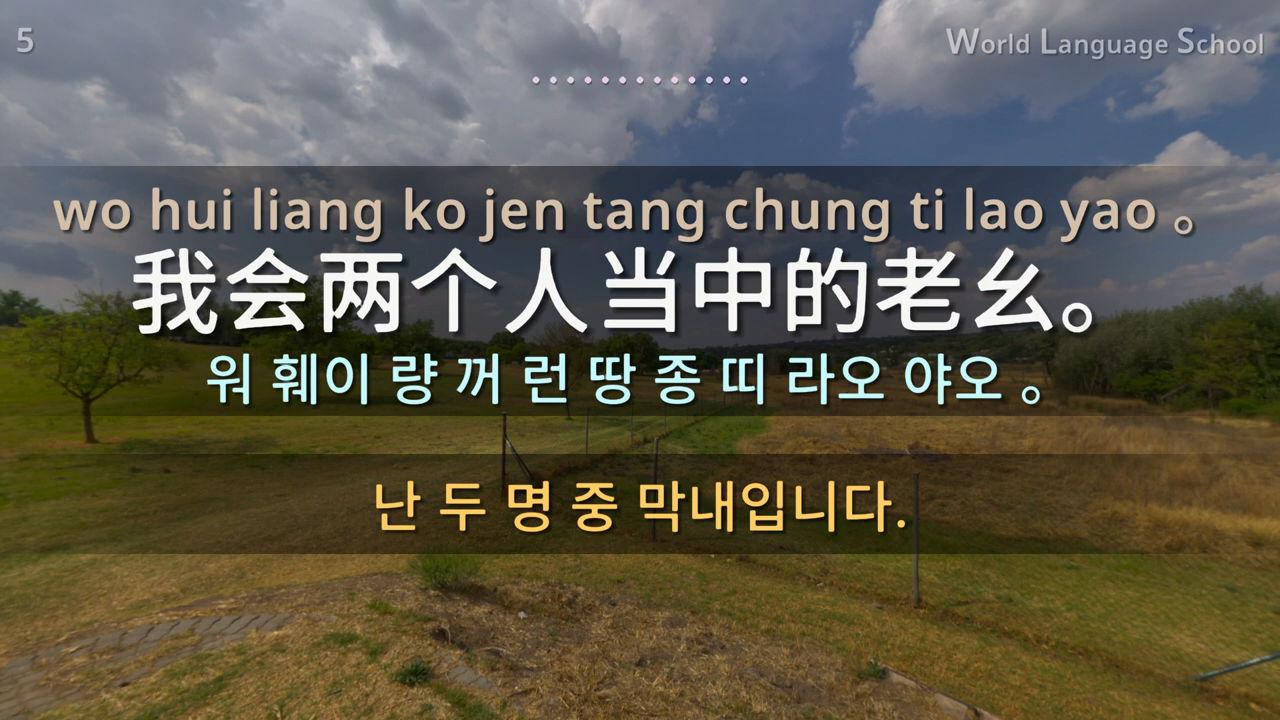 5
World Language School
wo hui liang ko jen tang chung ti lao yao 。
我会两个人当中的老幺。
워 훼이 량 꺼 런 땅 종 띠 라오 야오 。
난 두 명 중 막내입니다.